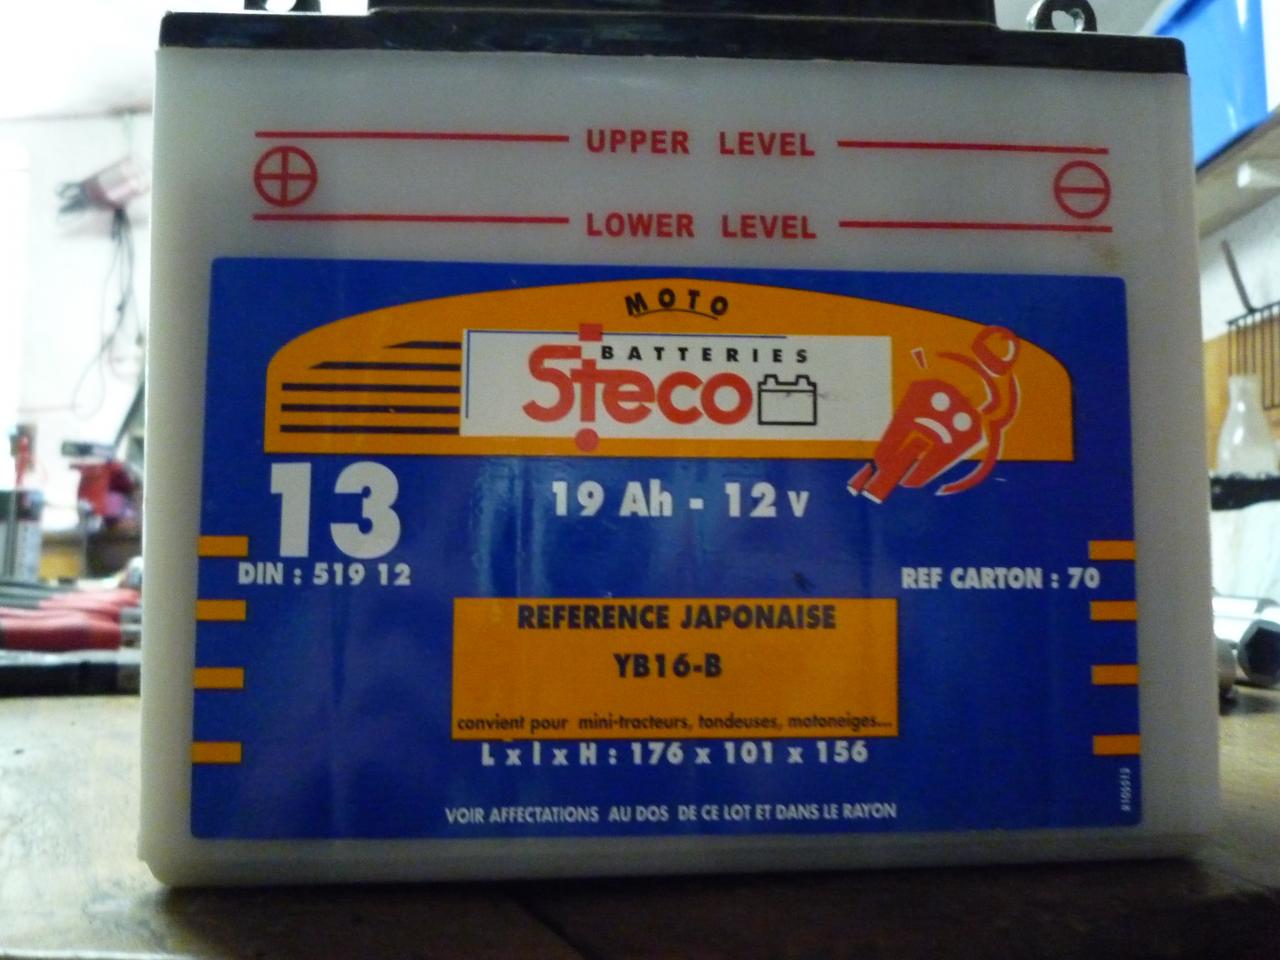 UPPER LEVEL
LOWER LEVEL
MOTO
BATTERIES
Steco
13
19 Ah - 12 v
DIN : 519 12
REF CARTON : 70
REFERENCE JAPONAISE
YB16-B
convient pour mini-tracteurs, tondeuses, motoneiges...
L x l x H : 176 x 101 x 156
VOIR AFFECTATIONS AU DOS DE CE LOT ET DANS LE RAYON